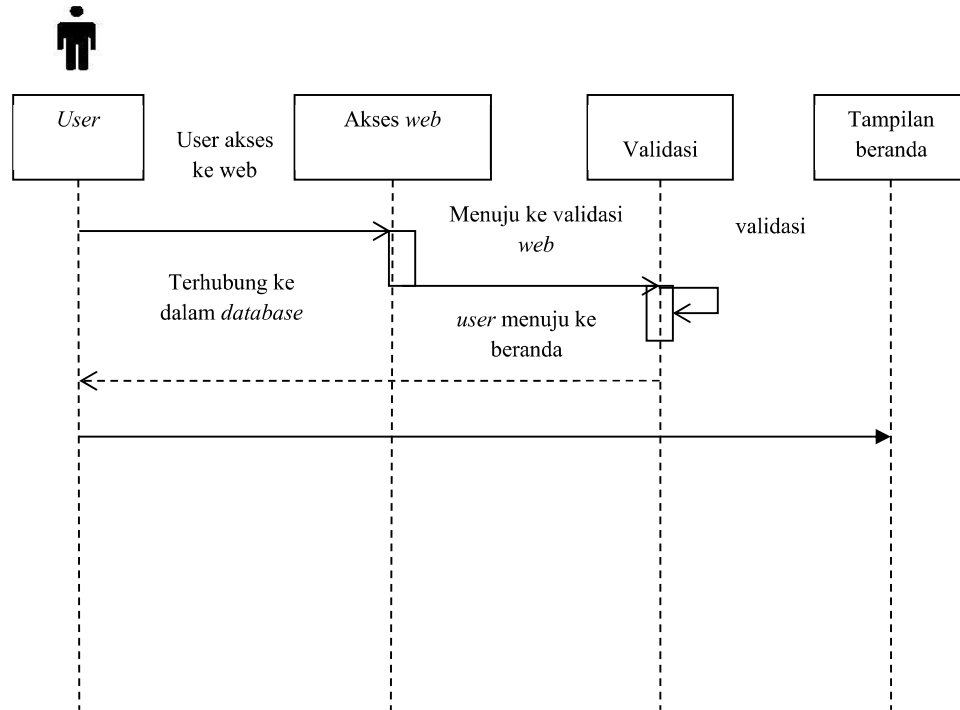 User
Akses web
Validasi
Tampilan
beranda
User akses
ke web
Menuju ke validasi
web
validasi
Terhubung ke
dalam database
user menuju ke
beranda